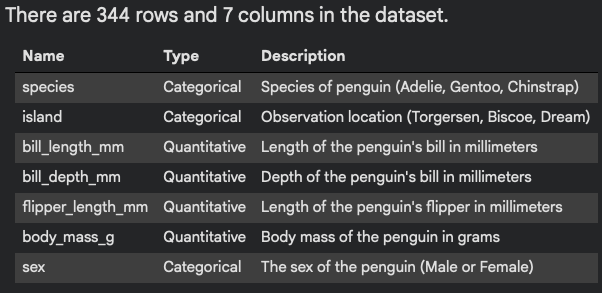 There are 344 rows and 7 columns in the dataset.
Name Type Description
species Categorical Species of penguin (Adelie, Gentoo, Chinstrap)
island Categorical Observation location (Torgersen, Biscoe, Dream)
bill_length_mm Quantitative Length of the penguin's bill in millimeters
bill_depth_mm Quantitative Depth of the penguin's bill in millimeters
flipper_length_mm Quantitative Length of the penguin's flipper in millimeters
body_mass_g Quantitative Body mass of the penguin in grams
sex Categorical The sex of the penguin (Male or Female)